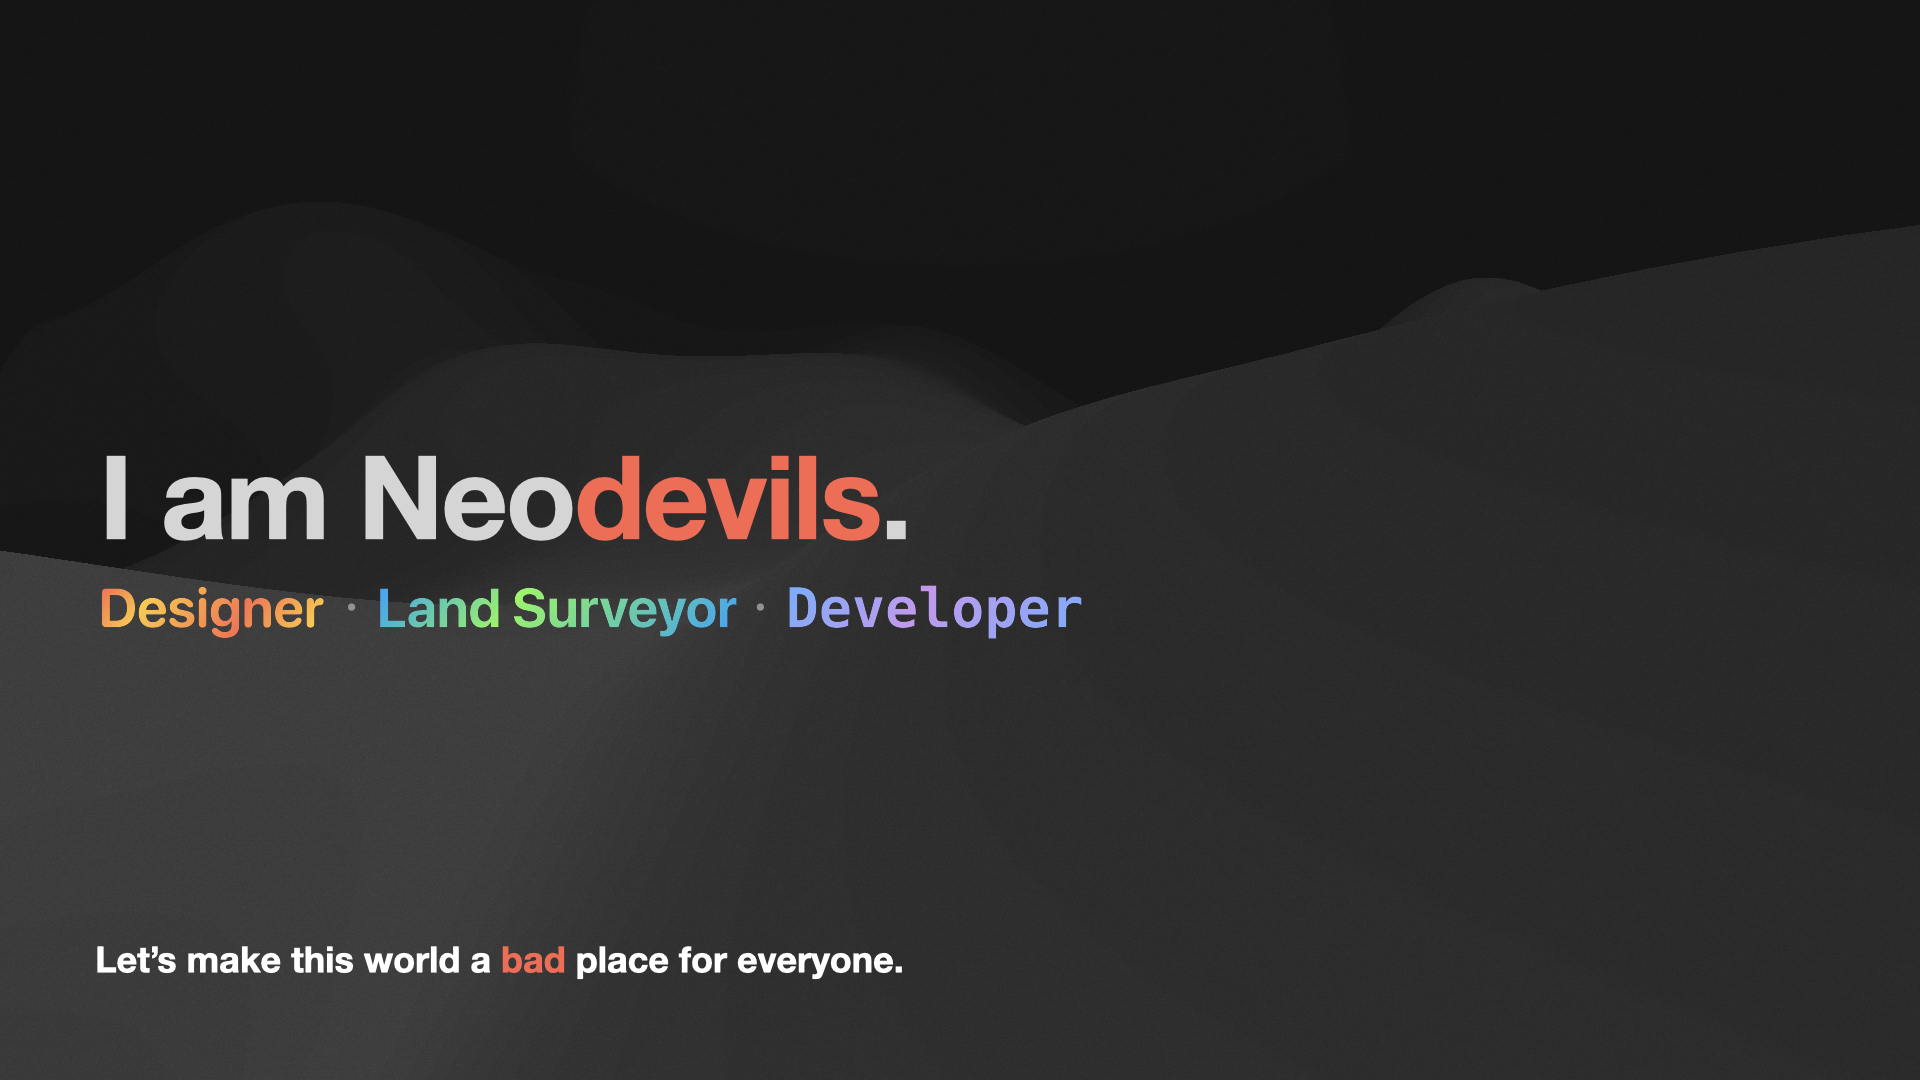 I am Neodevils.
Designer · Land Surveyor · Developer
Let’s make this world a bad place for everyone.